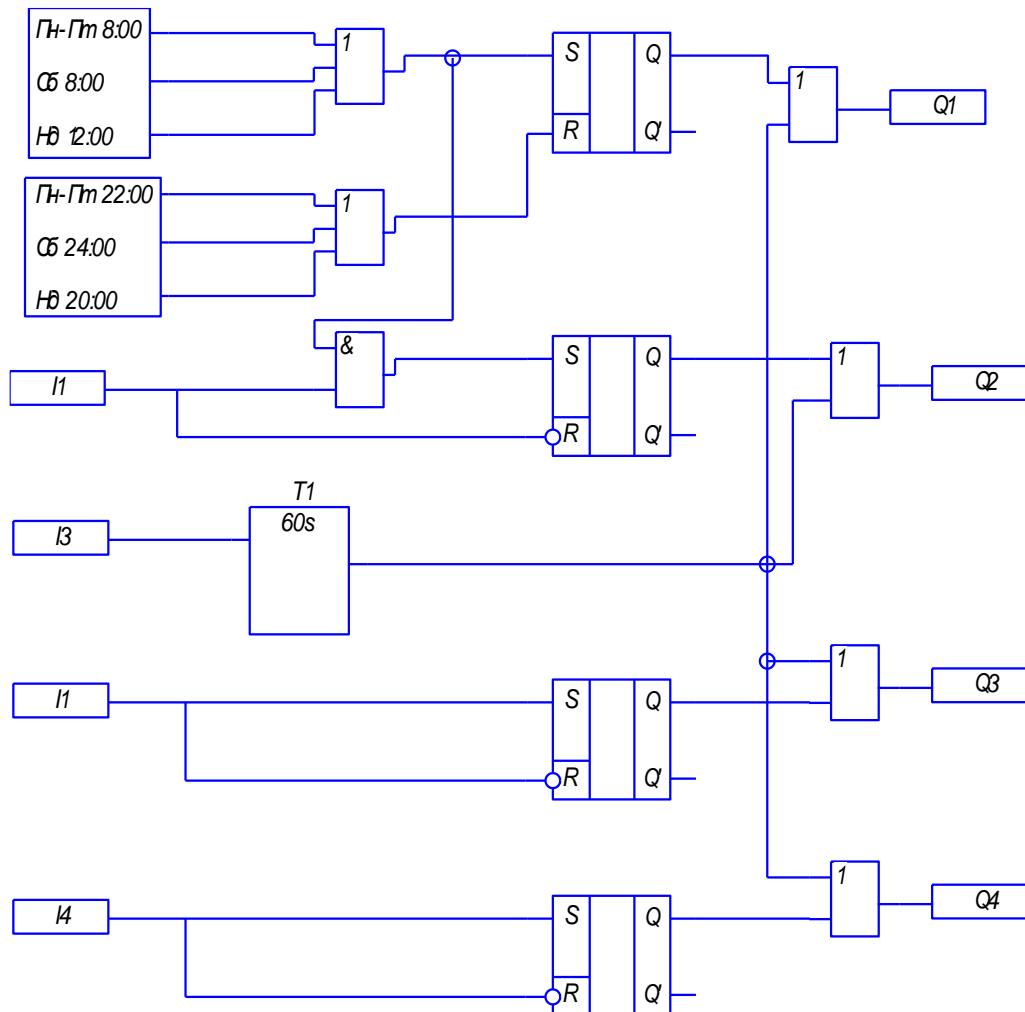 Пн-Пт 8:00
Сб 8:00
Нд 12:00
1
S
R
Q
Q'
1
Q1
Пн-Пт 22:00
Сб 24:00
Нд 20:00
1
I1
&
S
R
Q
Q'
1
Q2
I3
T1
60s
I1
S
R
Q
Q'
1
Q3
I4
S
R
Q
Q'
1
Q4